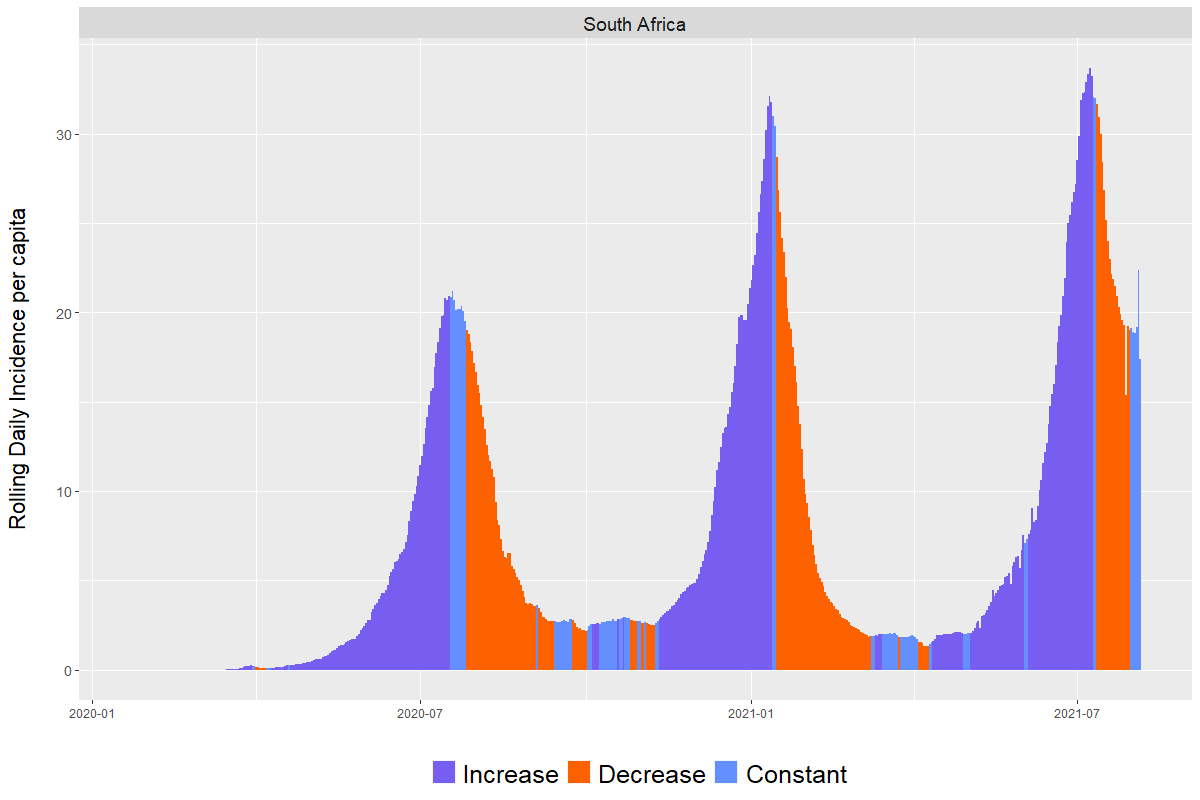 South Africa
Rolling Daily Incidence per capita
30
20
10
0
2020-01 2020-07 2021-01 2021-07
Increase Decrease Constant